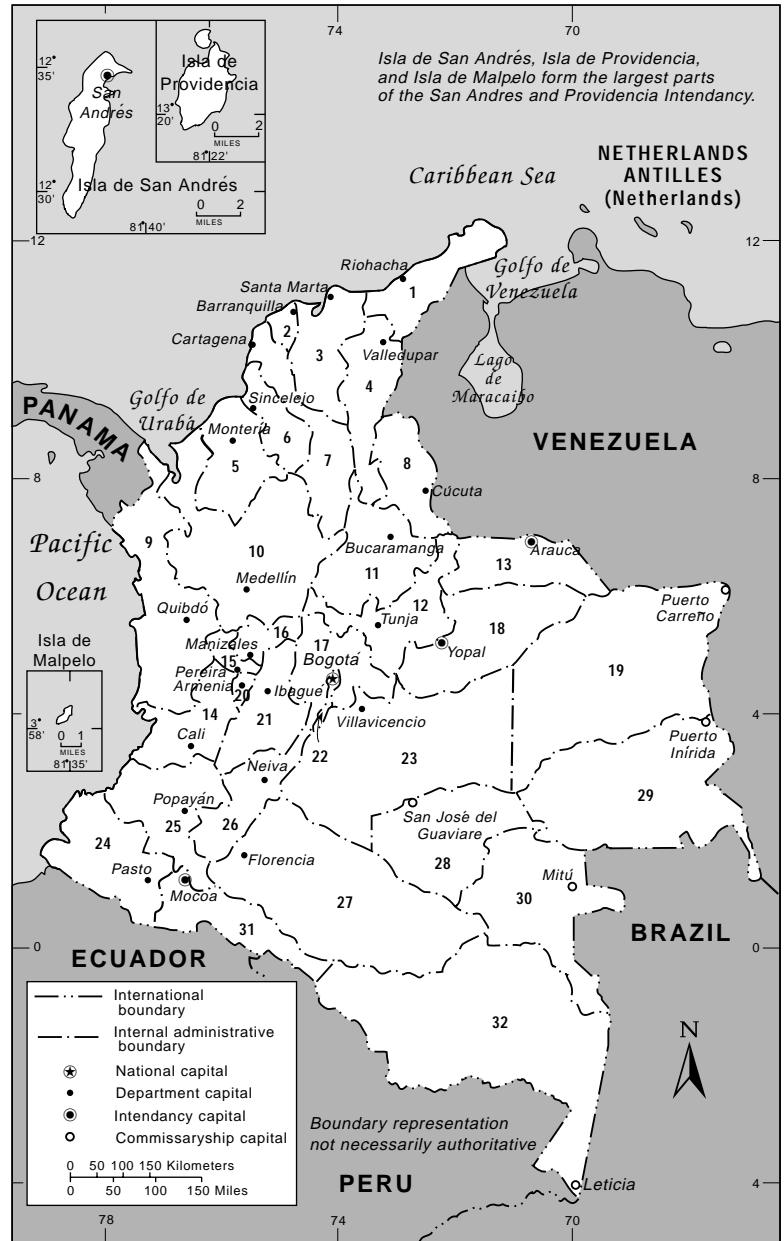 74
70
12°
35'
San
Andrés
Isla de San Andrés
12°
30'
0 2
MILES
81°40'
Isla de
Providencia
13°
20'
0 2
MILES
81°22'
Isla de San Andrés, Isla de Providencia,
and Isla de Malpelo form the largest parts
of the San Andres and Providencia Intendancy.
Caribbean Sea
NETHERLANDS
ANTILLES
(Netherlands)
12
12
Riohacha
Golfo de
Venezuela
Santa Marta
1
Barranquilla
2
Cartagena
3
Valledupar
Lago
de
Maracaibo
4
Golfo de
Urabá
Sincelejo
PANAMA
Montería
6
VENEZUELA
5
7
8
8
8
Cúcuta
Pacific
Ocean
9
10
Bucaramanga
Arauca
11
13
Medellín
Puerto
Carreño
Quibdó
12
Tunja
16
17
18
Isla de
Malpelo
Manizales
15
Yopal
Bogotá
Pereira
19
Armenia
20
Ibague
3°
58'
0 1
MILES
81°35'
14
21
Villavicencio
4
Puerto
Inírida
Cali
22
23
Neiva
29
Popayán
San José del
Guaviare
24
25
26
Pasto
Florencia
28
Mitú
Mocoa
27
30
31
BRAZIL
0
0
ECUADOR
International
boundary
Internal administrative
boundary
National capital
Department capital
Intendancy capital
Commissaryship capital
0 50 100 150 Kilometers
0 50 100 150 Miles
32
N
Boundary representation
not necessarily authoritative
PERU
Leticia
4
78
74
70